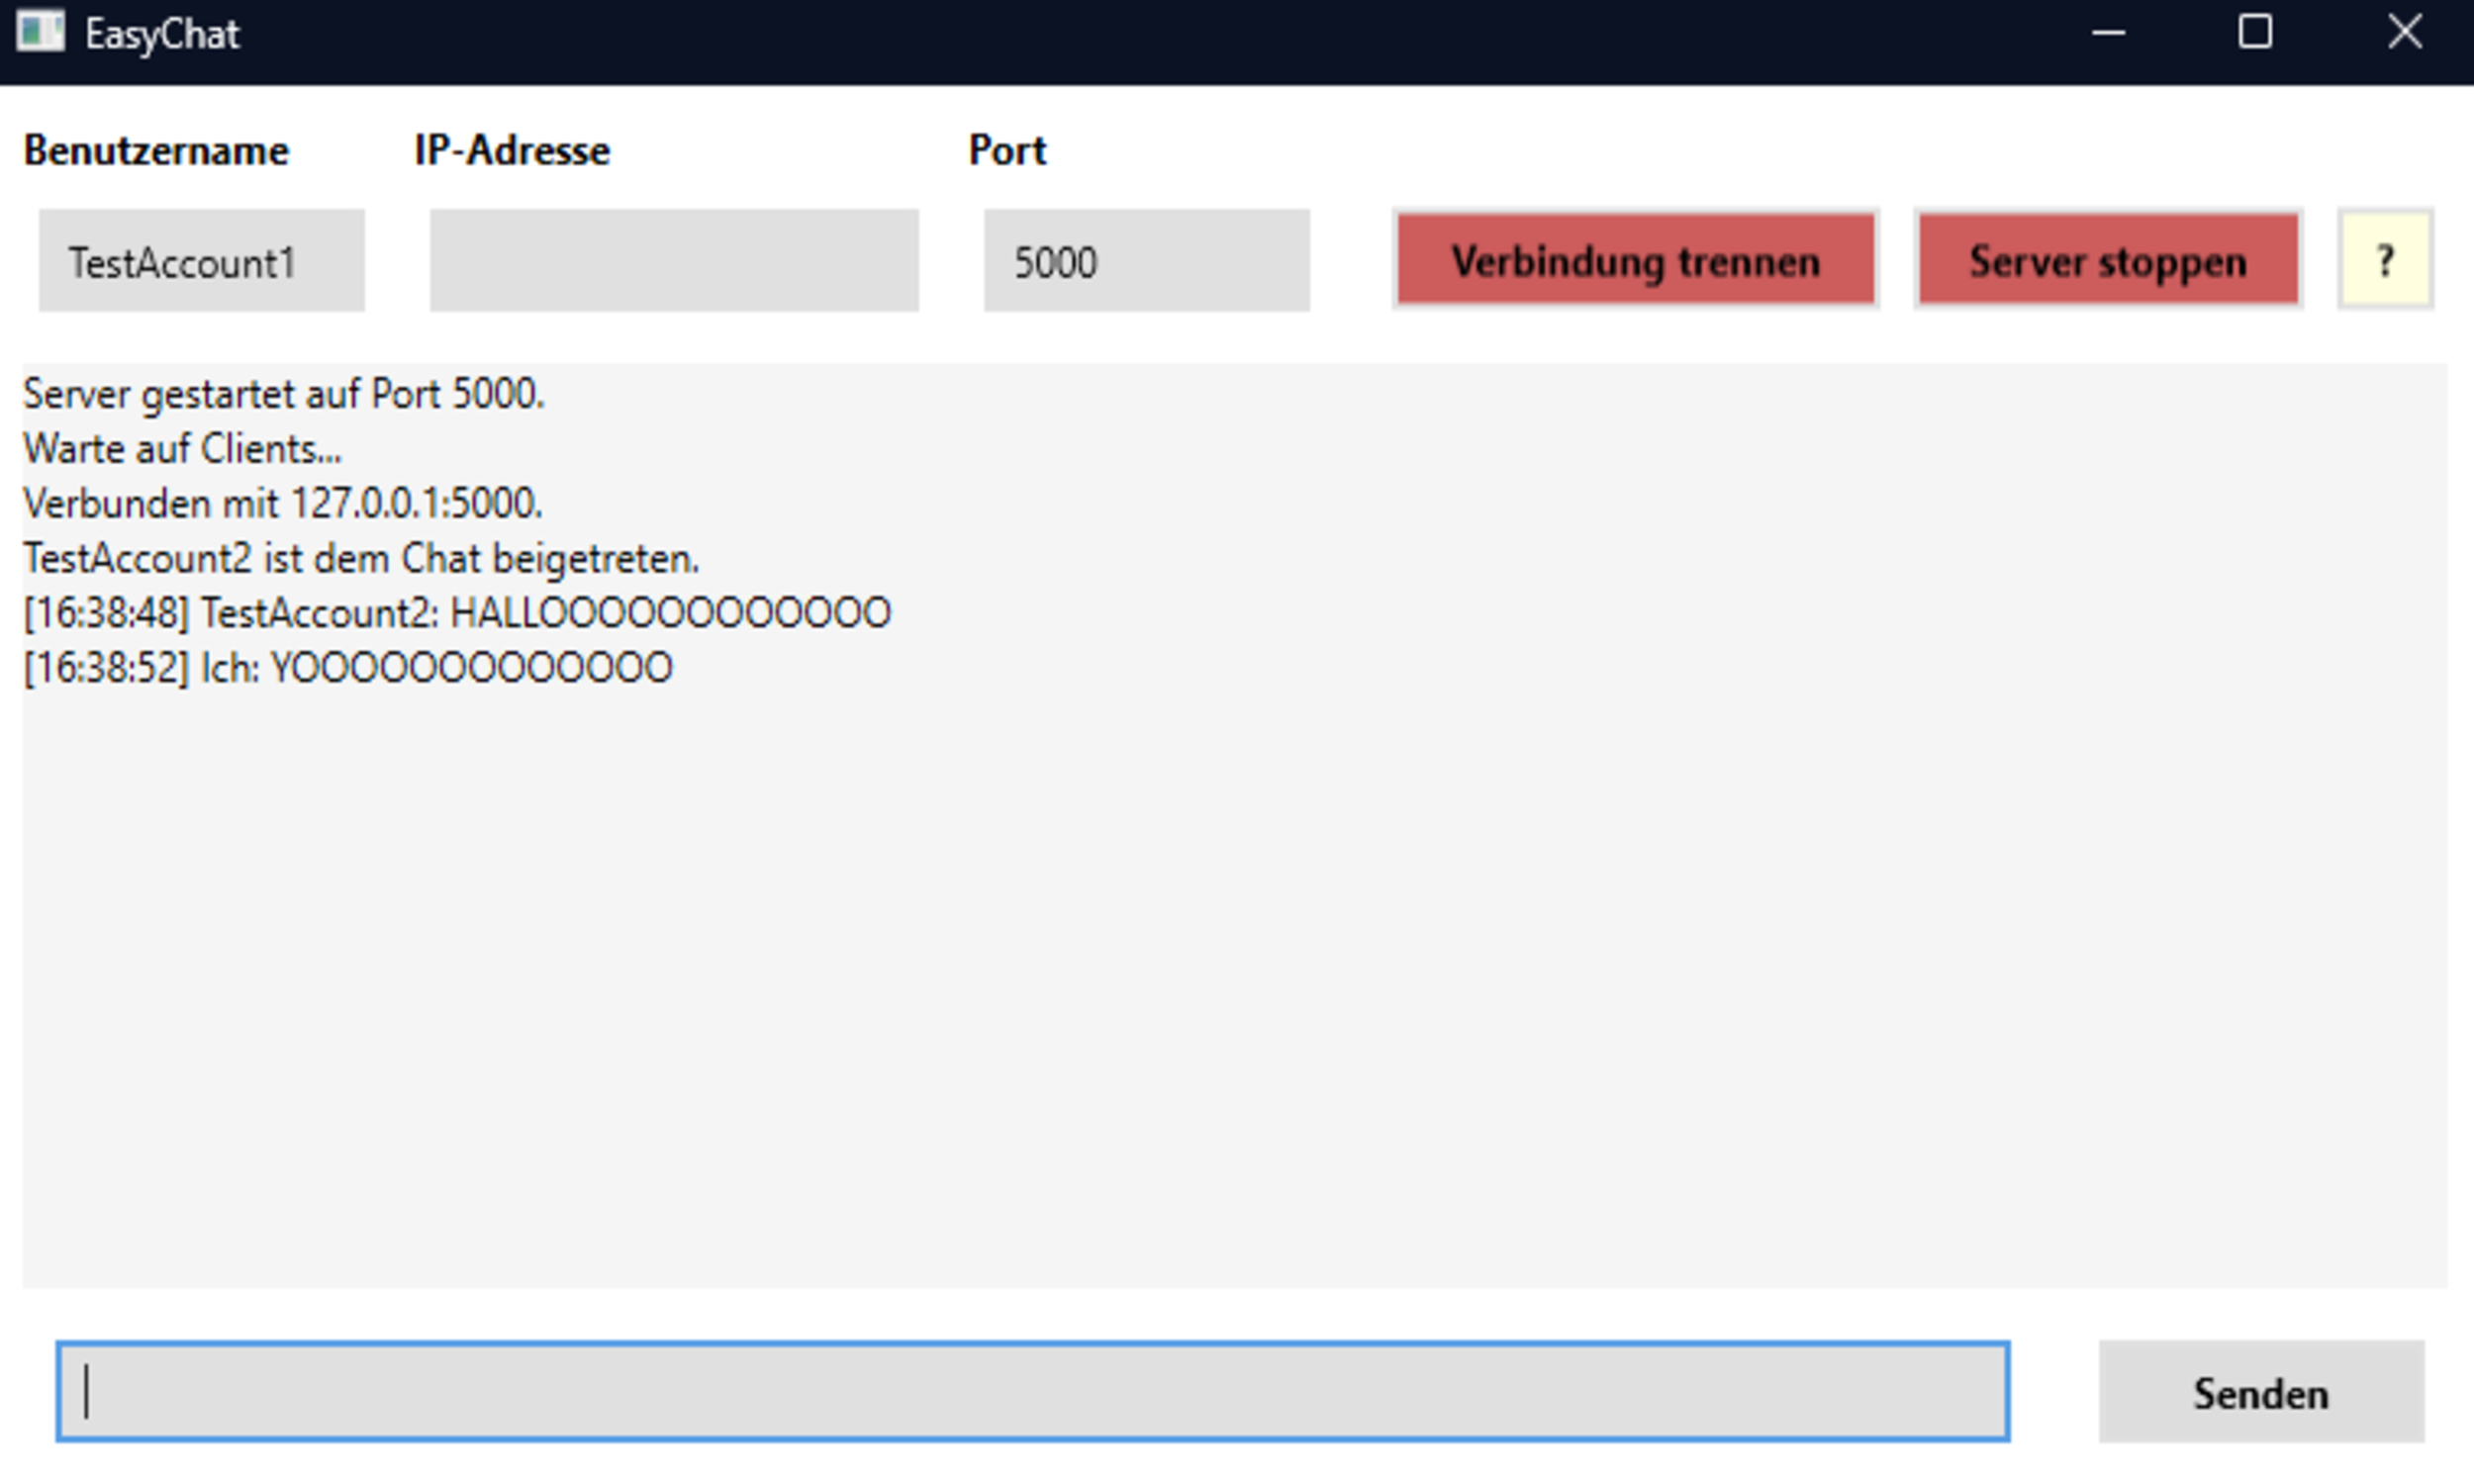 EasyChat
Benutzername IP-Adresse Port
TestAccount1 5000 Verbindung trennen Server stoppen ?
Server gestartet auf Port 5000.
Warte auf Clients...
Verbunden mit 127.0.0.1:5000.
TestAccount2 ist dem Chat beigetreten.
[16:38:48] TestAccount2: HALLOOOOOOOOOOOO
[16:38:52] Ich: YOOOOOOOOOOOOO
Senden